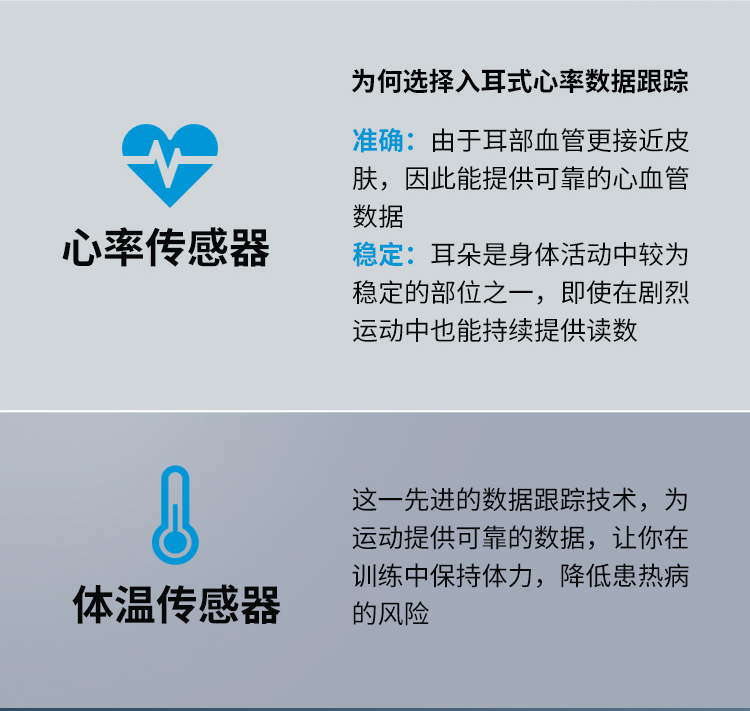 心率传感器
为何选择入耳式心率数据跟踪
准确：由于耳部血管更接近皮
肤，因此能提供可靠的心血管
数据
稳定：耳朵是身体活动中较为
稳定的部位之一，即使在剧烈
运动中也能持续提供读数
体温传感器
这一先进的数据跟踪技术，为
运动提供可靠的数据，让你在
训练中保持体力，降低患热病
的风险